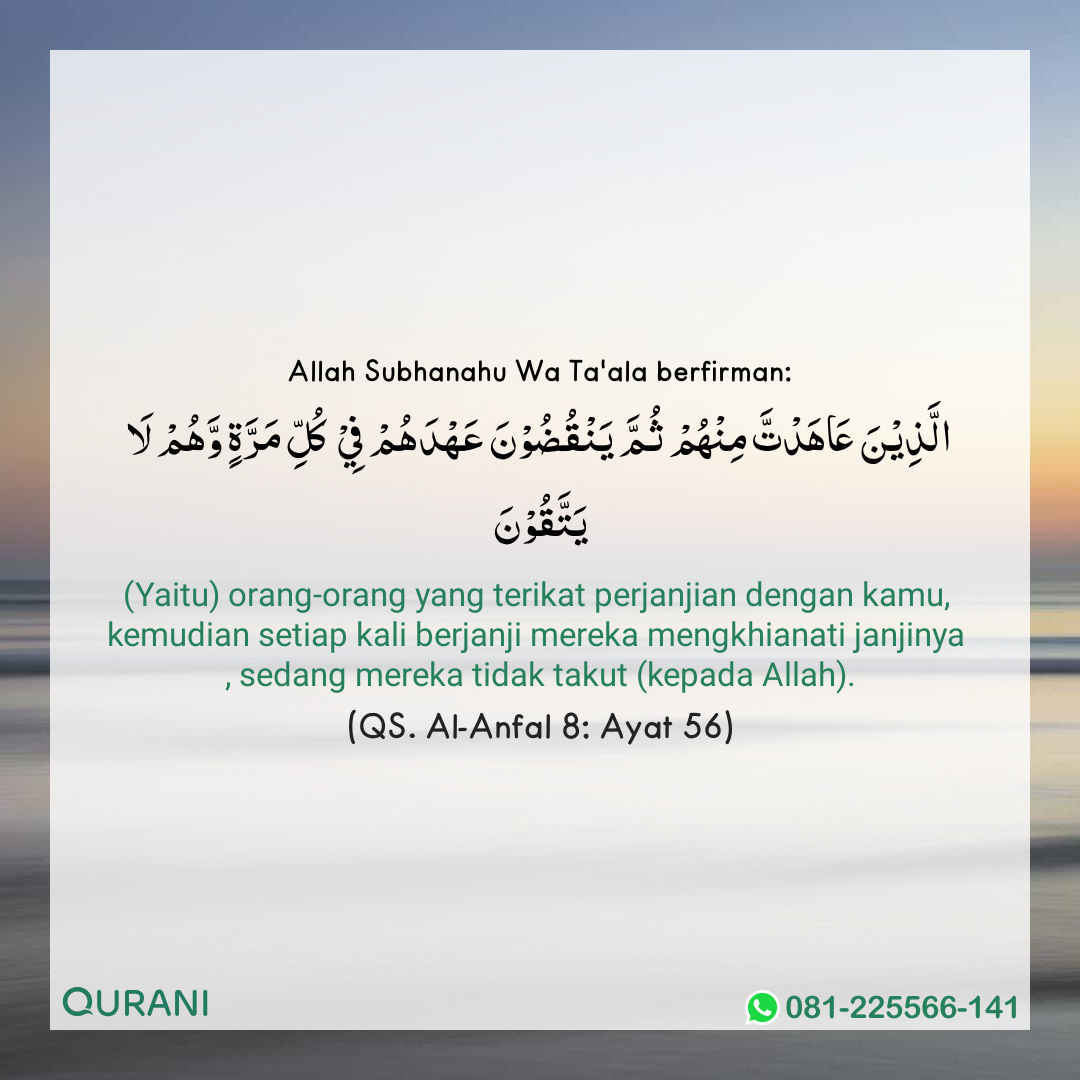 Allah Subhanahu Wa Ta'ala berfirman:
الَّذِيْنَ عَاهَدْتَّ مِنْهُمْ ثُمَّ يَنْقُضُوْنَ عَهْدَهُمْ فِيْ كُلِّ مَرَّةٍ وَّهُمْ لَا
يَتَّقُوْنَ
(Yaitu) orang-orang yang terikat perjanjian dengan kamu,
kemudian setiap kali berjanji mereka mengkhianati janjinya
, sedang mereka tidak takut (kepada Allah).
(QS. Al-Anfal 8: Ayat 56)
QURANI
081-225566-141